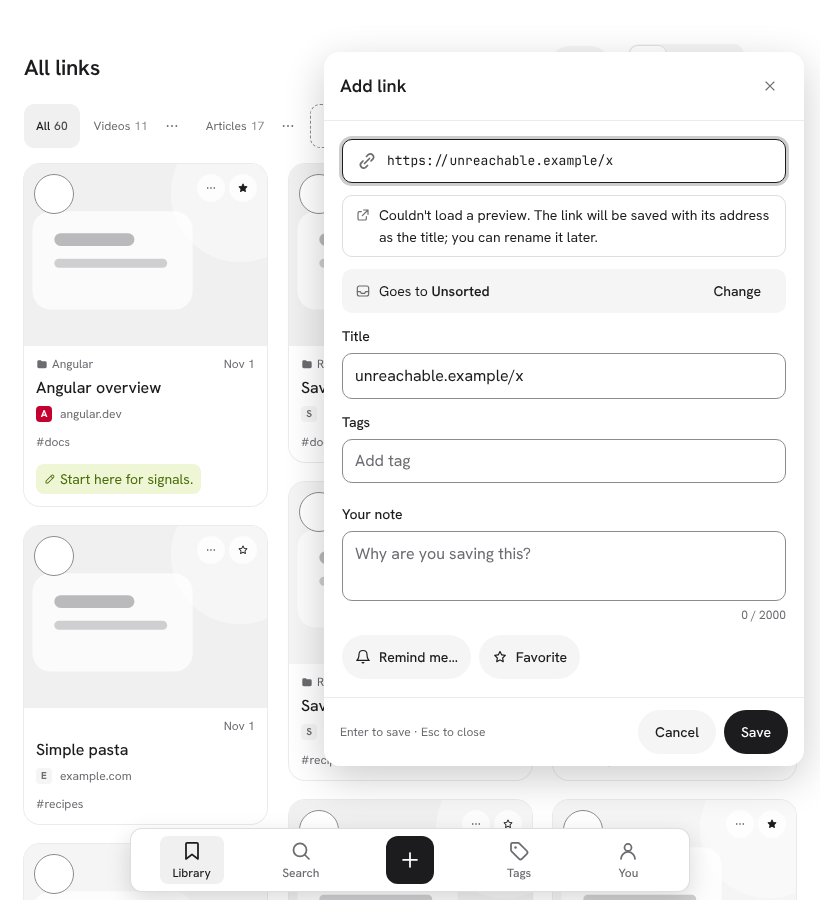 All links
All 60
Videos 11
Articles 17
Angular
Nov 1
Angular overview
A
angular.dev
#docs
Start here for signals.
Nov 1
Simple pasta
E
example.com
#recipes
R
Sav
S
#do
R
Sav
S
#recip
Add link
https://unreachable.example/x
Couldn't load a preview. The link will be saved with its address
as the title; you can rename it later.
Goes to Unsorted
Change
Title
unreachable.example/x
Tags
Add tag
Your note
Why are you saving this?
0 / 2000
Remind me...
Favorite
Enter to save · Esc to close
Cancel
Save
Library
Search
Tags
You